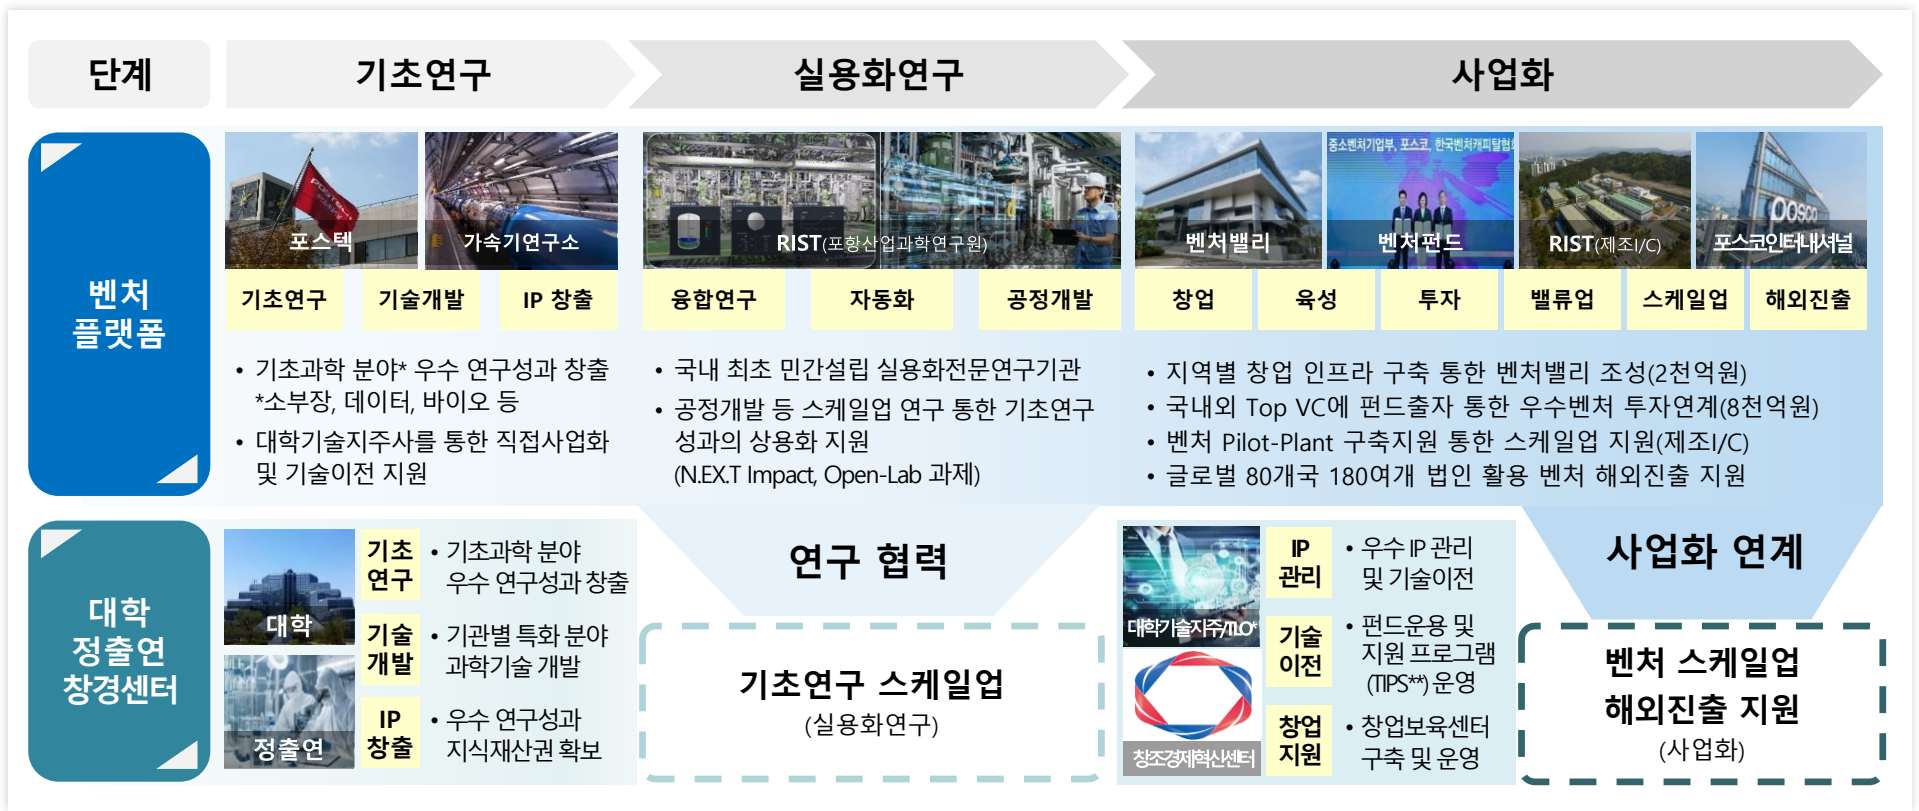 단계
기초연구
실용화연구
사업화
벤처
플랫폼
포스텍
가속기연구소
RIST(포항산업과학연구원)
벤처밸리
중소벤처기업부, 포스코, 한국벤처캐피탈협회
벤처펀드
RIST(제조I/C)
posco
포스코인터내셔널
기초연구
기술개발
IP 창출
융합연구
자동화
공정개발
창업
육성
투자
밸류업
스케일업
해외진출
• 기초과학 분야* 우수 연구성과 창출
*소부장, 데이터, 바이오 등
• 대학기술지주사를 통한 직접사업화
및 기술이전 지원
• 국내 최초 민간설립 실용화전문연구기관
• 공정개발 등 스케일업 연구 통한 기초연구
성과의 상용화 지원
(N.EX.T Impact, Open-Lab 과제)
• 지역별 창업 인프라 구축 통한 벤처밸리 조성(2천억원)
• 국내외 Top VC에 펀드출자 통한 우수벤처 투자연계(8천억원)
• 벤처 Pilot-Plant 구축지원 통한 스케일업 지원(제조I/C)
• 글로벌 80개국 180여개 법인 활용 벤처 해외진출 지원
대학
정출연
창경센터
대학
정출연
기초
연구
• 기초과학 분야
우수 연구성과 창출
기술
개발
• 기관별 특화 분야
과학기술 개발
IP
창출
• 우수 연구성과
지식재산권 확보
연구 협력
기초연구 스케일업
(실용화연구)
대학기술지주/TLO*
창조경제혁신센터
IP
관리
• 우수 IP 관리
및 기술이전
기술
이전
• 펀드운용 및
지원 프로그램
(TIPS**) 운영
창업
지원
• 창업보육센터
구축 및 운영
사업화 연계
벤처 스케일업
해외진출 지원
(사업화)